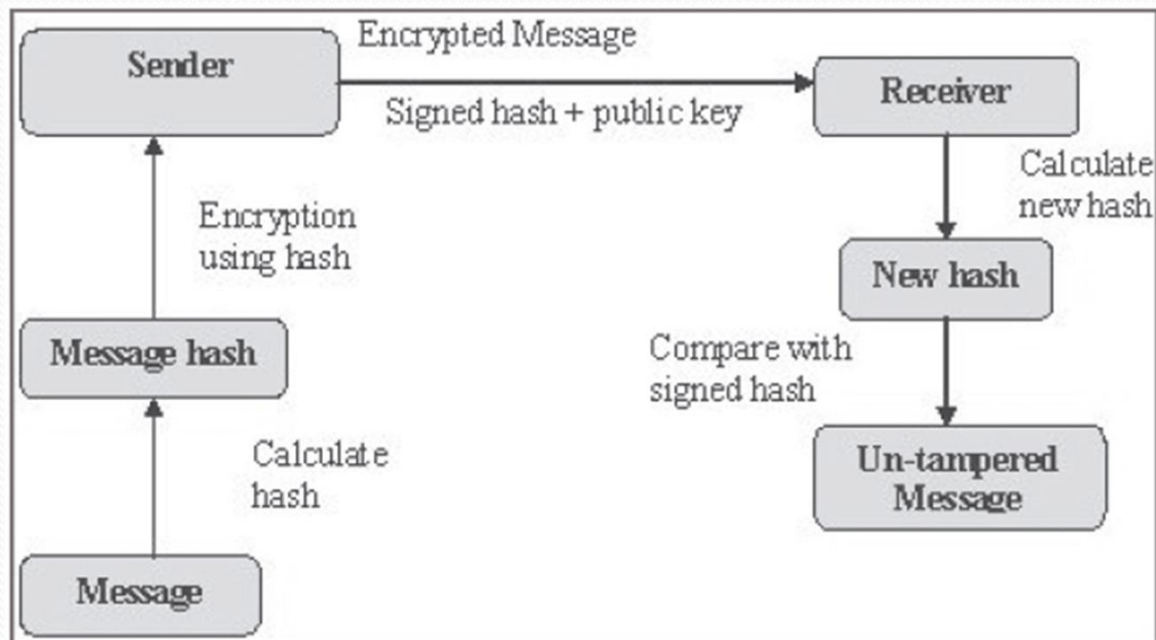 Sender
Encrypted Message
Signed hash + public key
Receiver
Calculate
new hash
Encryption
using hash
New hash
Message hash
Compare with
signed hash
Calculate
hash
Un-tampered
Message
Message